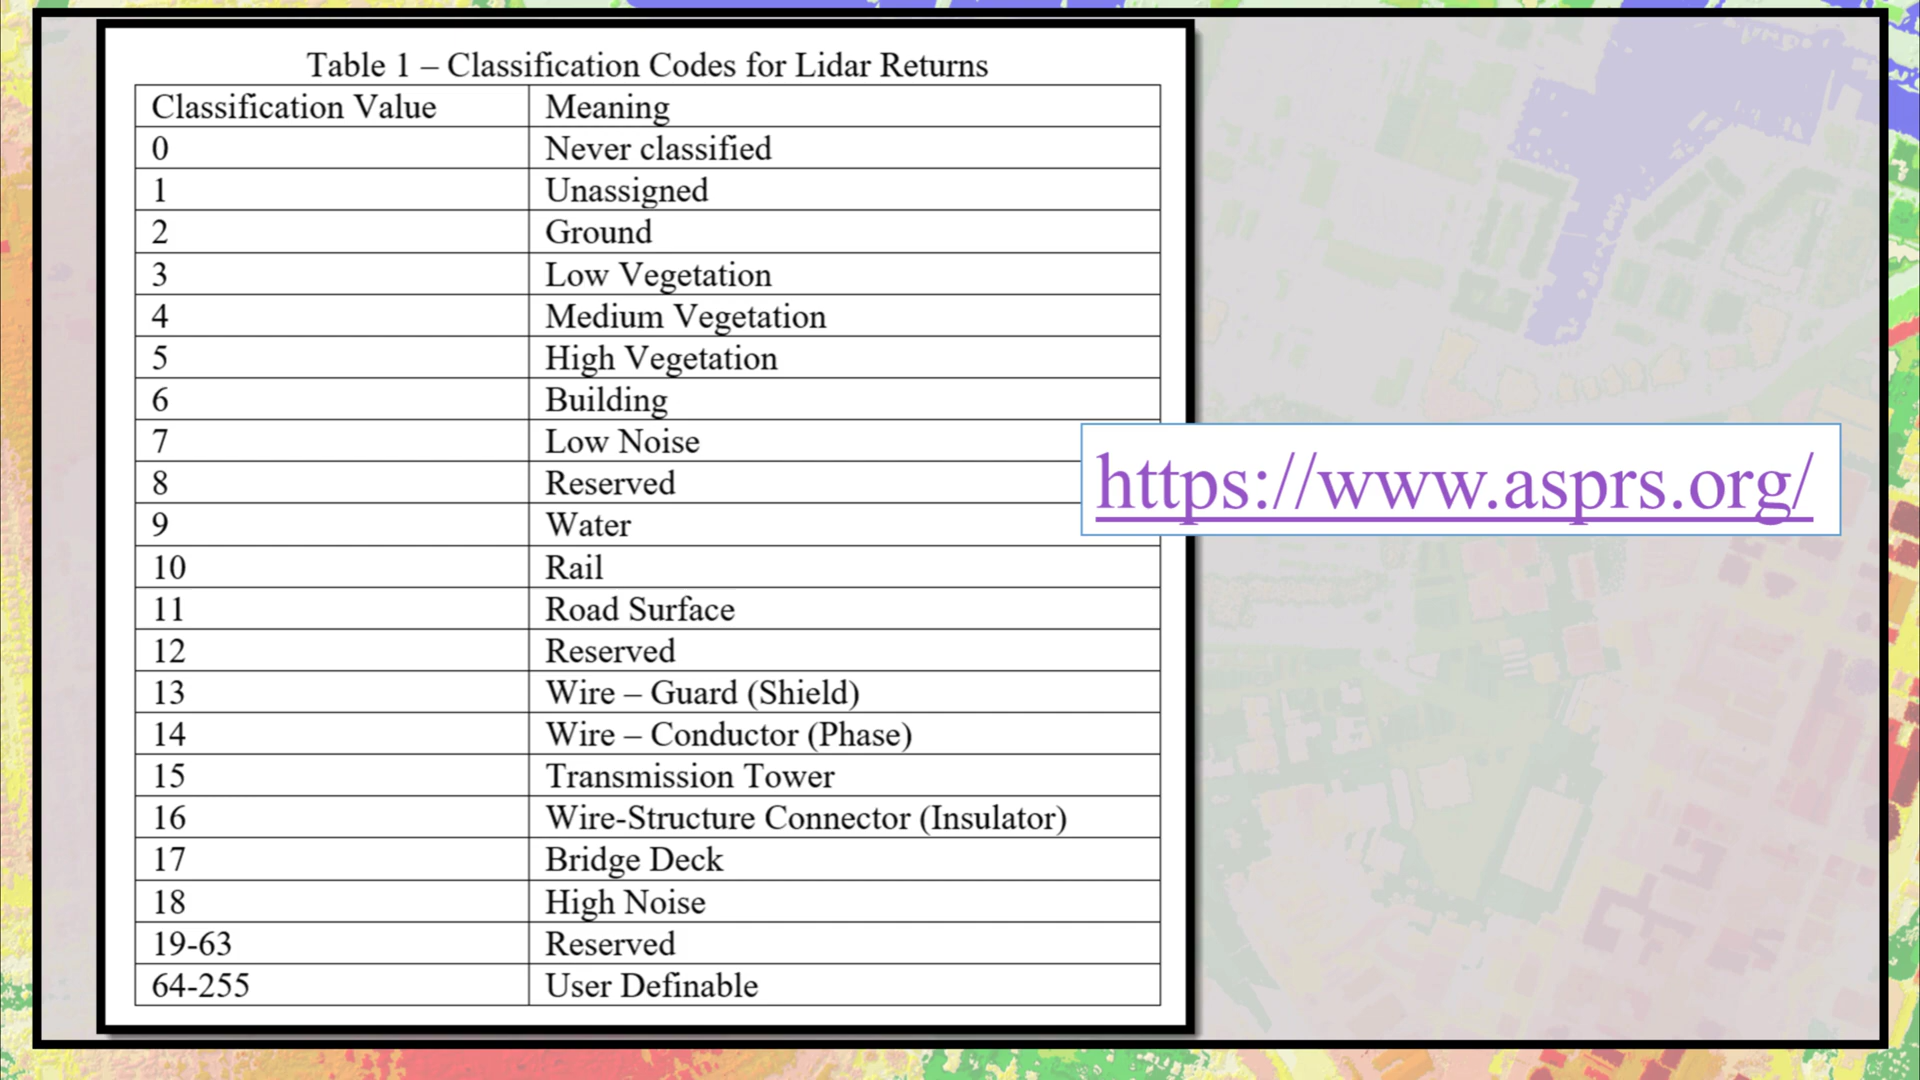 Table 1 – Classification Codes for Lidar Returns
Classification Value Meaning
0 Never classified
1 Unassigned
2 Ground
3 Low Vegetation
4 Medium Vegetation
5 High Vegetation
6 Building
7 Low Noise
8 Reserved
9 Water
10 Rail
11 Road Surface
12 Reserved
13 Wire – Guard (Shield)
14 Wire – Conductor (Phase)
15 Transmission Tower
16 Wire-Structure Connector (Insulator)
17 Bridge Deck
18 High Noise
19-63 Reserved
64-255 User Definable
https://www.asprs.org/